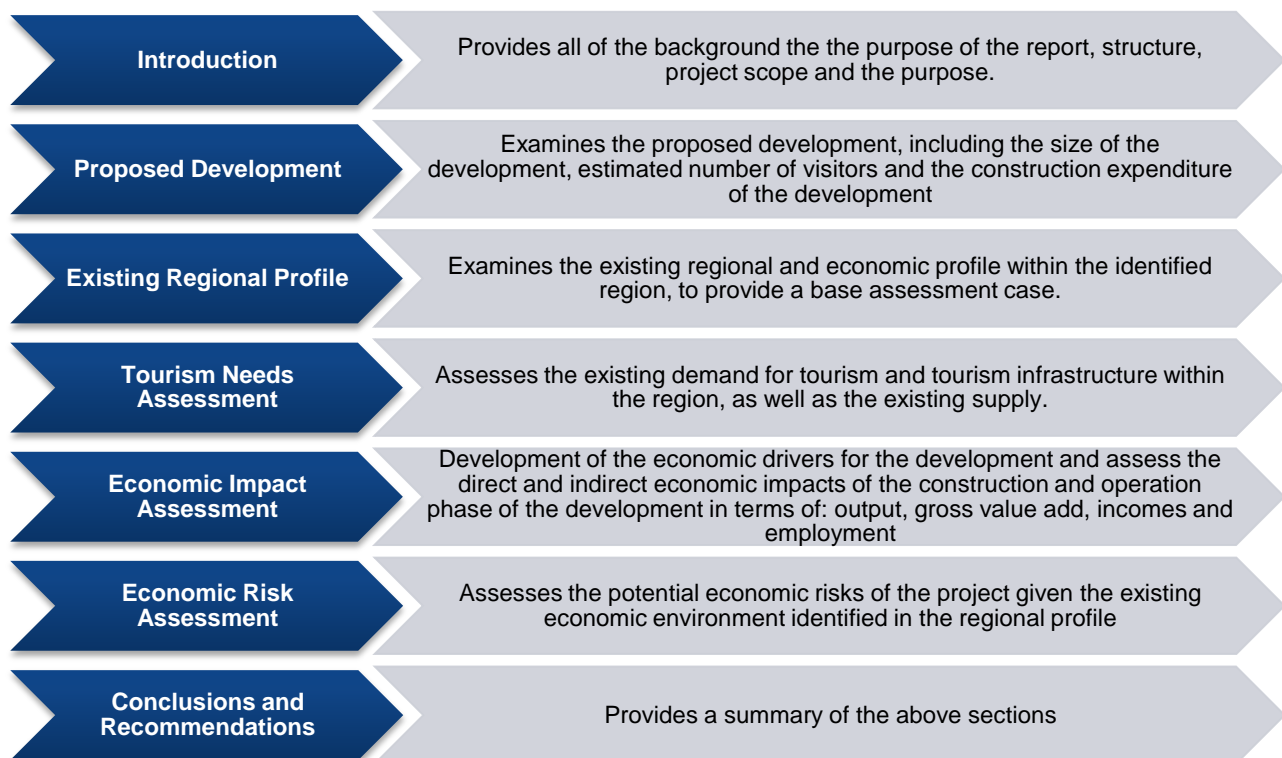 Introduction
Provides all of the background the the purpose of the report, structure,
project scope and the purpose.
Proposed Development
Examines the proposed development, including the size of the
development, estimated number of visitors and the construction expenditure
of the development
Existing Regional Profile
Examines the existing regional and economic profile within the identified
region, to provide a base assessment case.
Tourism Needs
Assessment
Assesses the existing demand for tourism and tourism infrastructure within
the region, as well as the existing supply.
Economic Impact
Assessment
Development of the economic drivers for the development and assess the
direct and indirect economic impacts of the construction and operation
phase of the development in terms of: output, gross value add, incomes and
employment
Economic Risk
Assessment
Assesses the potential economic risks of the project given the existing
economic environment identified in the regional profile
Conclusions and
Recommendations
Provides a summary of the above sections